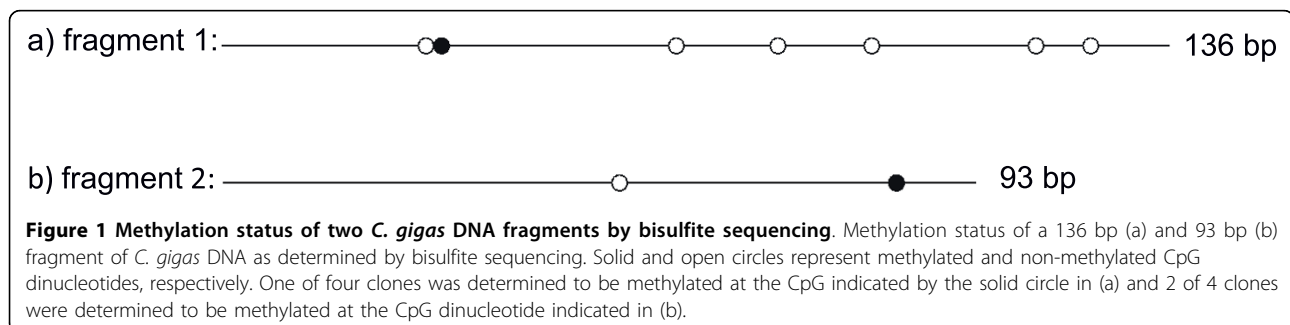 a) fragment 1: 136 bp
b) fragment 2: 93 bp
Figure 1 Methylation status of two C. gigas DNA fragments by bisulfite sequencing. Methylation status of a 136 bp (a) and 93 bp (b)
fragment of C. gigas DNA as determined by bisulfite sequencing. Solid and open circles represent methylated and non-methylated CpG
dinucleotides, respectively. One of four clones was determined to be methylated at the CpG indicated by the solid circle in (a) and 2 of 4 clones
were determined to be methylated at the CpG dinucleotide indicated in (b).